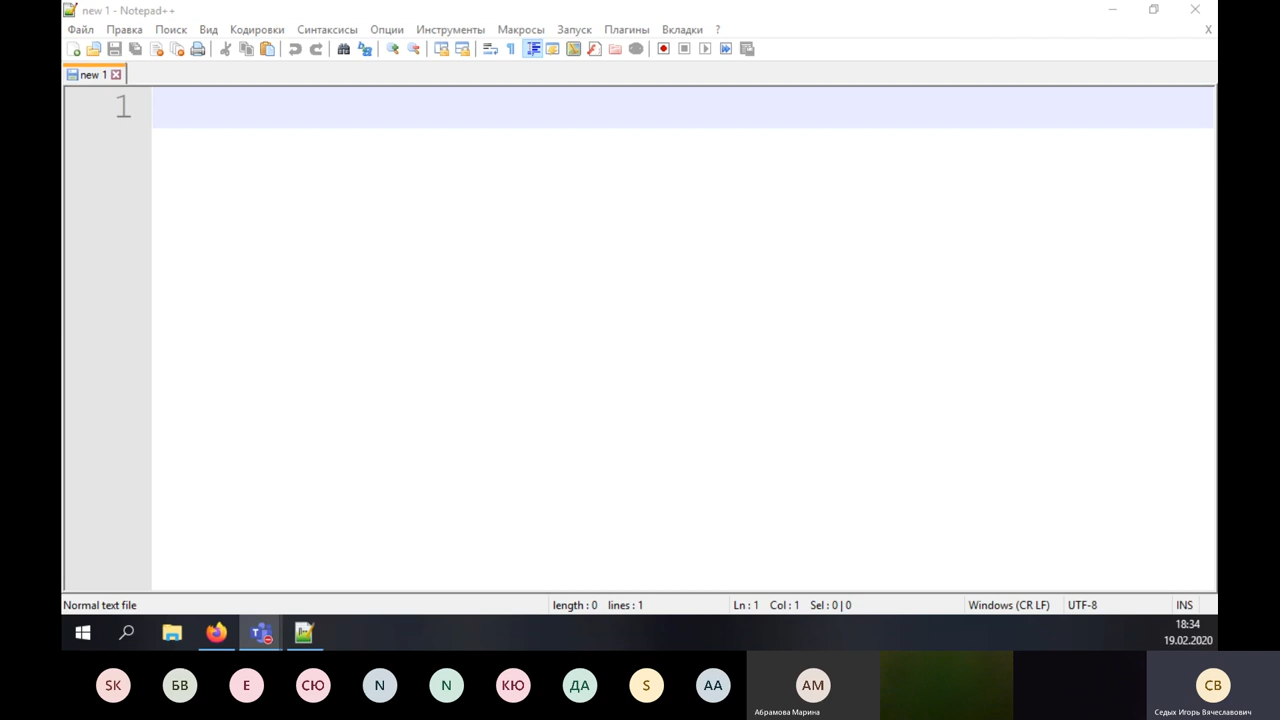 new 1 - Notepad++
Файл Правка Поиск Вид Кодировки Синтаксисы Опции Инструменты Макросы Запуск Плагины Вкладки ? X
new 1
1
Normal text file length : 0 lines : 1 Ln : 1 Col : 1 Sel : 0 | 0 Windows (CR LF) UTF-8 INS
18:34
19.02.2020
SK БВ E СЮ N N КЮ ДА S АА АМ СВ
Абрамова Марина Седых Игорь Вячеславович